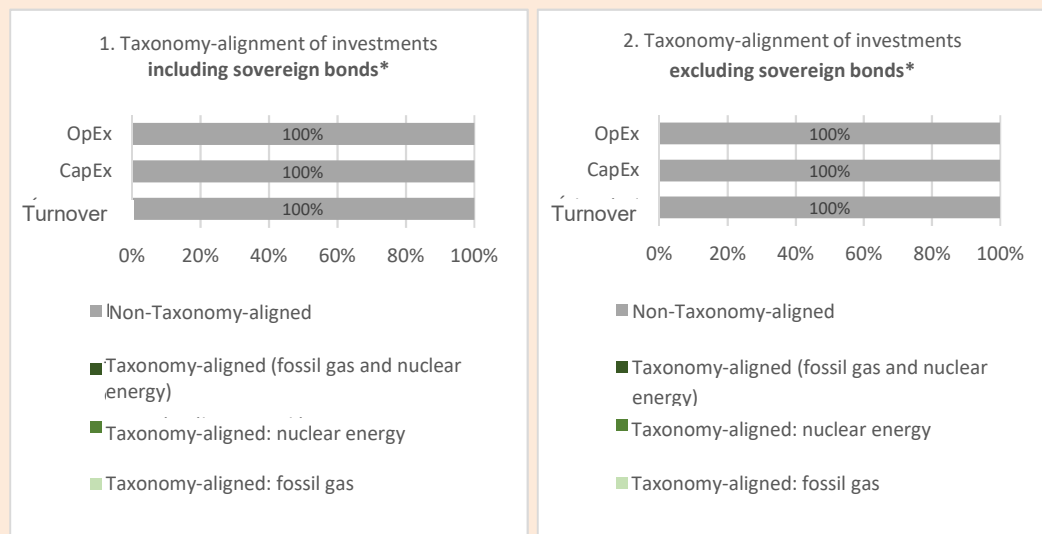 1. Taxonomy-alignment of investments
including sovereign bonds*
OpEx
100%
CapEx
100%
Turnover
100%
0% 20% 40% 60% 80% 100%
Non-Taxonomy-aligned
Taxonomy-aligned (fossil gas and nuclear
energy)
Taxonomy-aligned: nuclear energy
Taxonomy-aligned: fossil gas
2. Taxonomy-alignment of investments
excluding sovereign bonds*
OpEx
100%
CapEx
100%
Turnover
100%
0% 20% 40% 60% 80% 100%
Non-Taxonomy-aligned
Taxonomy-aligned (fossil gas and nuclear
energy)
Taxonomy-aligned: nuclear energy
Taxonomy-aligned: fossil gas